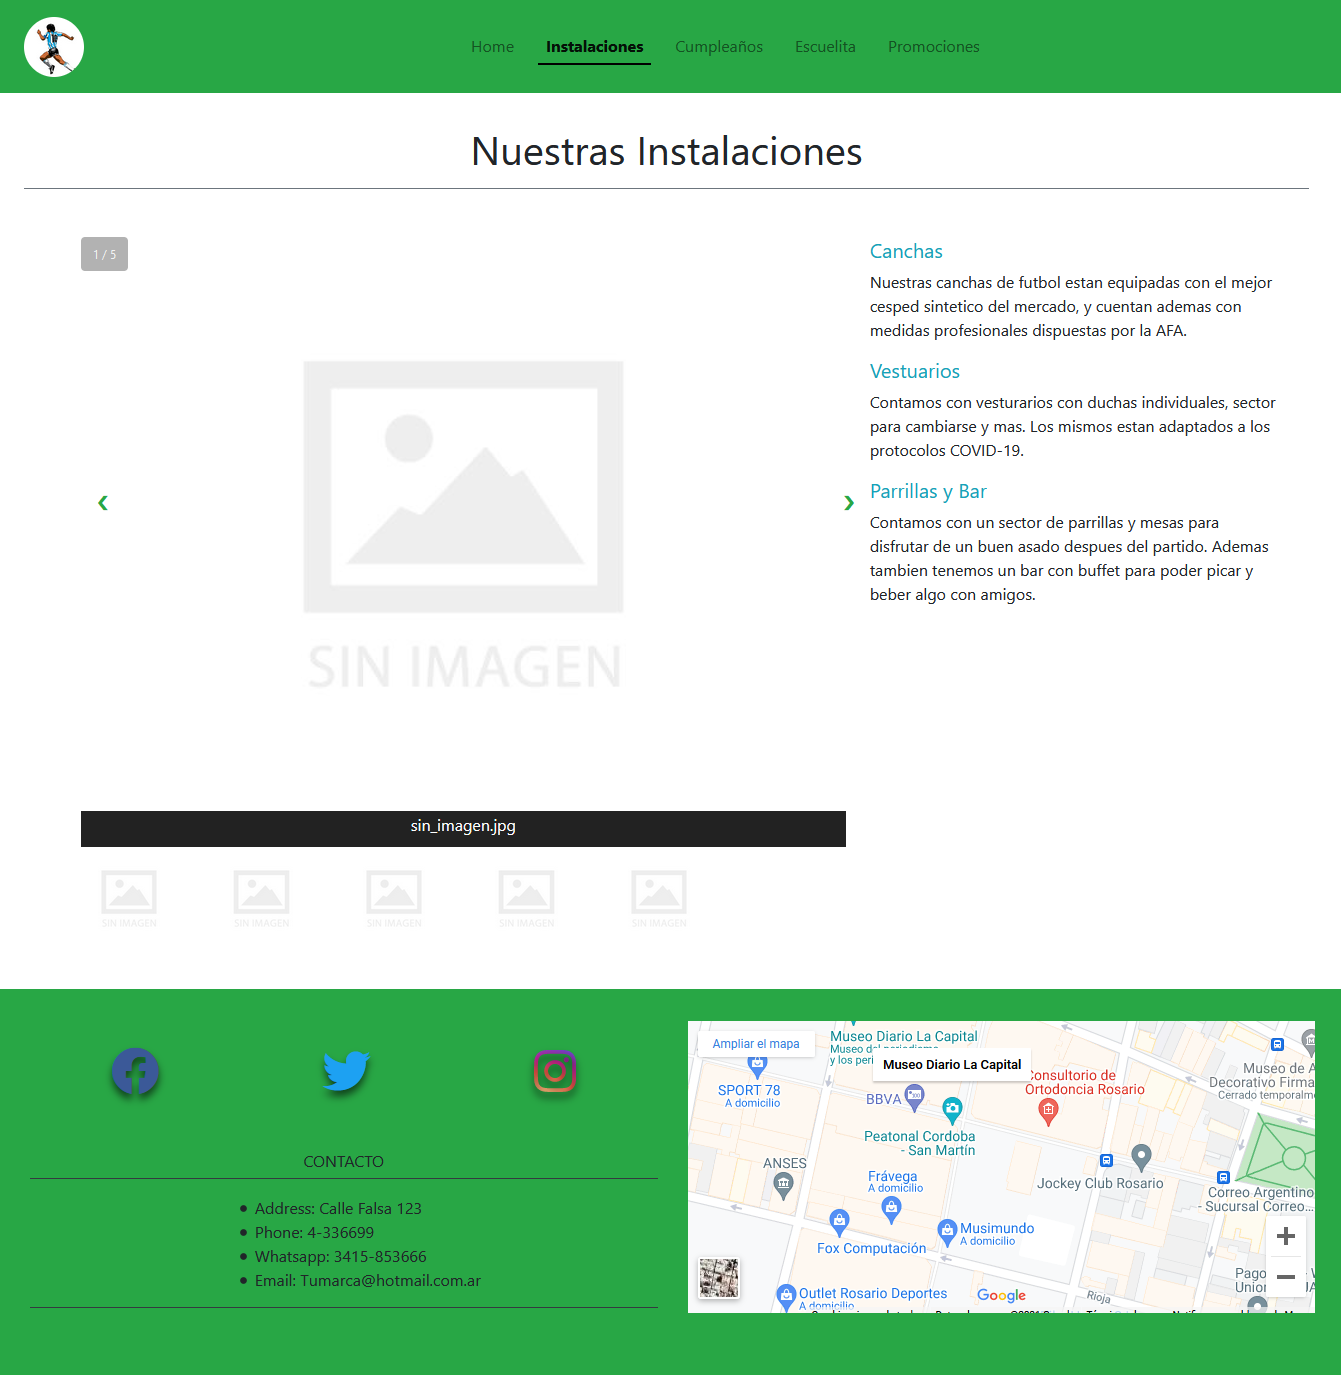 Home Instalaciones Cumpleaños Escuelita Promociones
Nuestras Instalaciones
1 / 5
SIN IMAGEN
sin_imagen.jpg
SIN IMAGEN SIN IMAGEN SIN IMAGEN SIN IMAGEN SIN IMAGEN
Canchas
Nuestras canchas de futbol estan equipadas con el mejor
cesped sintetico del mercado, y cuentan ademas con
medidas profesionales dispuestas por la AFA.
Vestuarios
Contamos con vesturarios con duchas individuales, sector
para cambiarse y mas. Los mismos estan adaptados a los
protocolos COVID-19.
Parrillas y Bar
Contamos con un sector de parrillas y mesas para
disfrutar de un buen asado despues del partido. Ademas
tambien tenemos un bar con buffet para poder picar y
beber algo con amigos.
CONTACTO
Address: Calle Falsa 123
Phone: 4-336699
Whatsapp: 3415-853666
Email: Tumarca@hotmail.com.ar
Ampliar el mapa
Museo Diario La Capital
Museo del periodismo
y los peri
Museo Diario La Capital
SPORT 78
A domicilio
BBVA
Consultorio de
Ortodoncia Rosario
Museo de A
Decorativo Firma
Cerrado temporalm
Peatonal Cordoba
- San Martín
ANSES
Frávega
A domicilio
Jockey Club Rosario
Correo Argentino
- Sucursal Correo...
Musimundo
A domicilio
Fox Computación
Outlet Rosario Deportes
A domicilio
Google
Rioja
Pago
Union